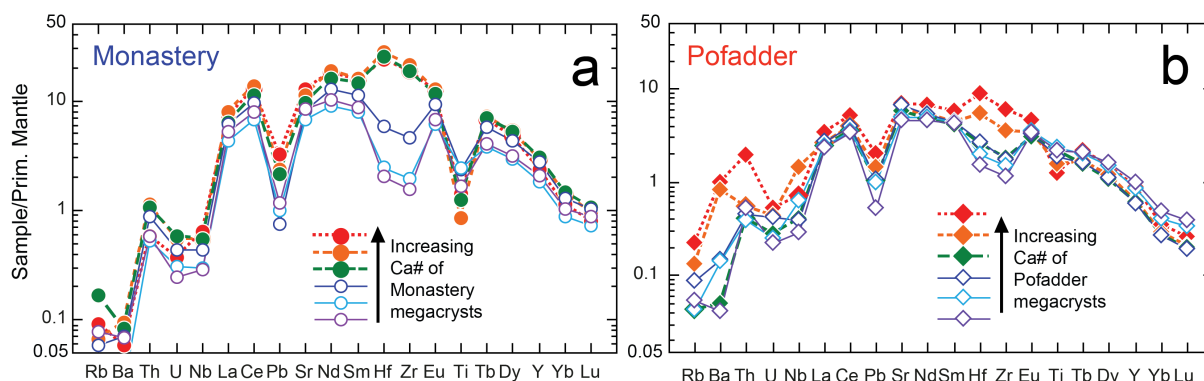 50
Monastery
a
10
1
0.1
0.05
Sample/Prim. Mantle
Increasing
Ca# of
Monastery
megacrysts
Rb Ba Th U Nb La Ce Pb Sr Nd Sm Hf Zr Eu Ti Tb Dy Y Yb Lu
50
Pofadder
b
10
1
0.1
0.05
Increasing
Ca# of
Pofadder
megacrysts
Rb Ba Th U Nb La Ce Pb Sr Nd Sm Hf Zr Eu Ti Tb Dy Y Yb Lu